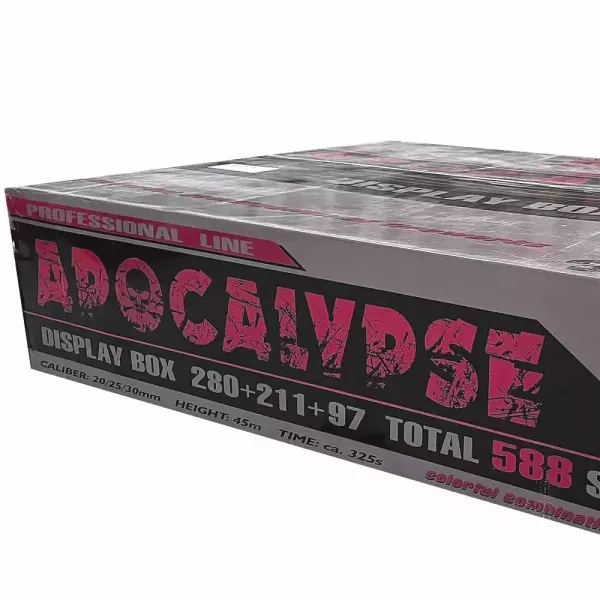 DISPLAY BOX
PROFESSIONAL LINE
APOCALYPSE
DISPLAY BOX 280+211+97 TOTAL 588 S
CALIBER: 20/25/30mm HEIGHT: 45m TIME: ca. 325s
colorful combinati